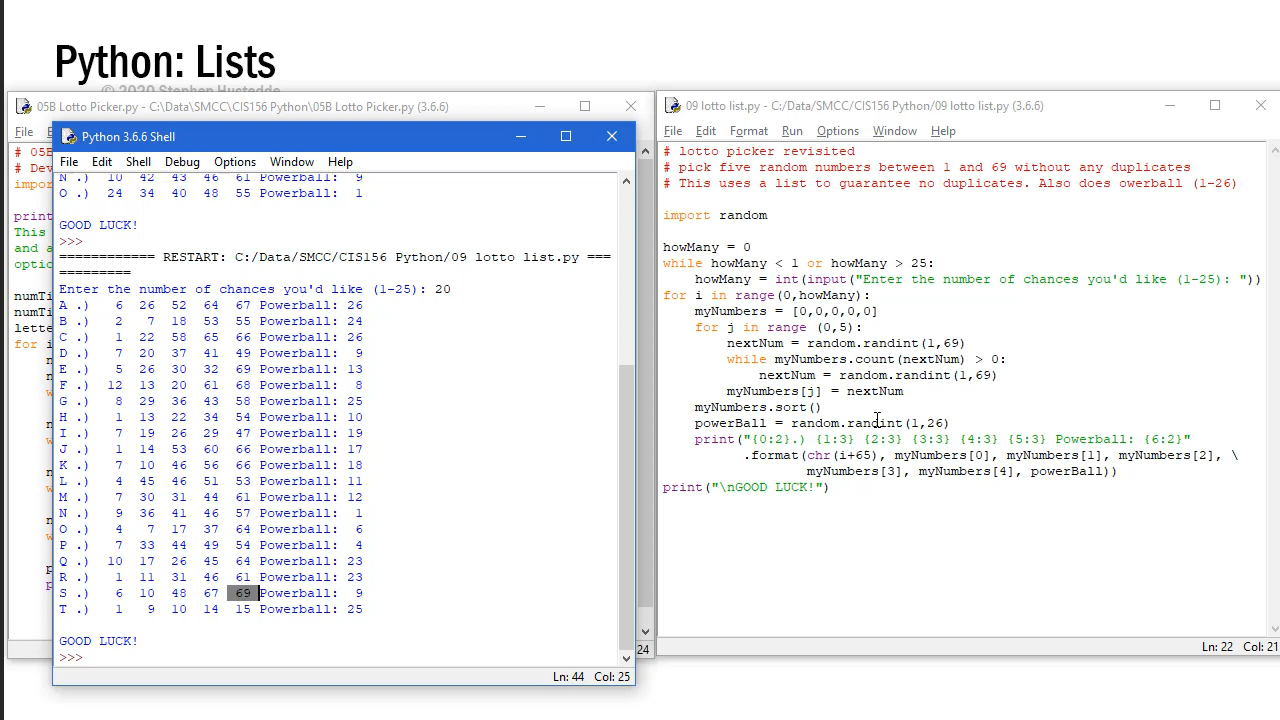 Python: Lists
© 2020 Stephen Hustedde
05B Lotto Picker.py - C:\Data\SMCC\CIS156 Python\05B Lotto Picker.py (3.6.6)
File
# 05B
# Dev
impor
print
This
and a
optio
numTi
numTi
lette
for i
24
Python 3.6.6 Shell
File Edit Shell Debug Options Window Help
N .) 10 42 43 46 61 Powerball: 9
O .) 24 34 40 48 55 Powerball: 1
GOOD LUCK!
>>>
============ RESTART: C:/Data/SMCC/CIS156 Python/09 lotto list.py ===
=========
Enter the number of chances you'd like (1-25): 20
A .) 6 26 52 64 67 Powerball: 26
B .) 2 7 18 53 55 Powerball: 24
C .) 1 22 58 65 66 Powerball: 26
D .) 7 20 37 41 49 Powerball: 9
E .) 5 26 30 32 69 Powerball: 13
F .) 12 13 20 61 68 Powerball: 8
G .) 8 29 36 43 58 Powerball: 25
H .) 1 13 22 34 54 Powerball: 10
I .) 7 19 26 29 47 Powerball: 19
J .) 1 14 53 60 66 Powerball: 17
K .) 7 10 46 56 66 Powerball: 18
L .) 4 45 46 51 53 Powerball: 11
M .) 7 30 31 44 61 Powerball: 12
N .) 9 36 41 46 57 Powerball: 1
O .) 4 7 17 37 64 Powerball: 6
P .) 7 33 44 49 54 Powerball: 4
Q .) 10 17 26 45 64 Powerball: 23
R .) 1 11 31 46 61 Powerball: 23
S .) 6 10 48 67 69 Powerball: 9
T .) 1 9 10 14 15 Powerball: 25
GOOD LUCK!
>>>
Ln: 44 Col: 25
09 lotto list.py - C:/Data/SMCC/CIS156 Python/09 lotto list.py (3.6.6)
File Edit Format Run Options Window Help
# lotto picker revisited
# pick five random numbers between 1 and 69 without any duplicates
# This uses a list to guarantee no duplicates. Also does owerball (1-26)
import random
howMany = 0
while howMany < 1 or howMany > 25:
howMany = int(input("Enter the number of chances you'd like (1-25): "))
for i in range(0,howMany):
myNumbers = [0,0,0,0,0]
for j in range (0,5):
nextNum = random.randint(1,69)
while myNumbers.count(nextNum) > 0:
nextNum = random.randint(1,69)
myNumbers[j] = nextNum
myNumbers.sort()
powerBall = random.randint(1,26)
print("{0:2}.) {1:3} {2:3} {3:3} {4:3} {5:3} Powerball: {6:2}"
.format(chr(i+65), myNumbers[0], myNumbers[1], myNumbers[2], \
myNumbers[3], myNumbers[4], powerBall))
print("\nGOOD LUCK!")
Ln: 22 Col: 21